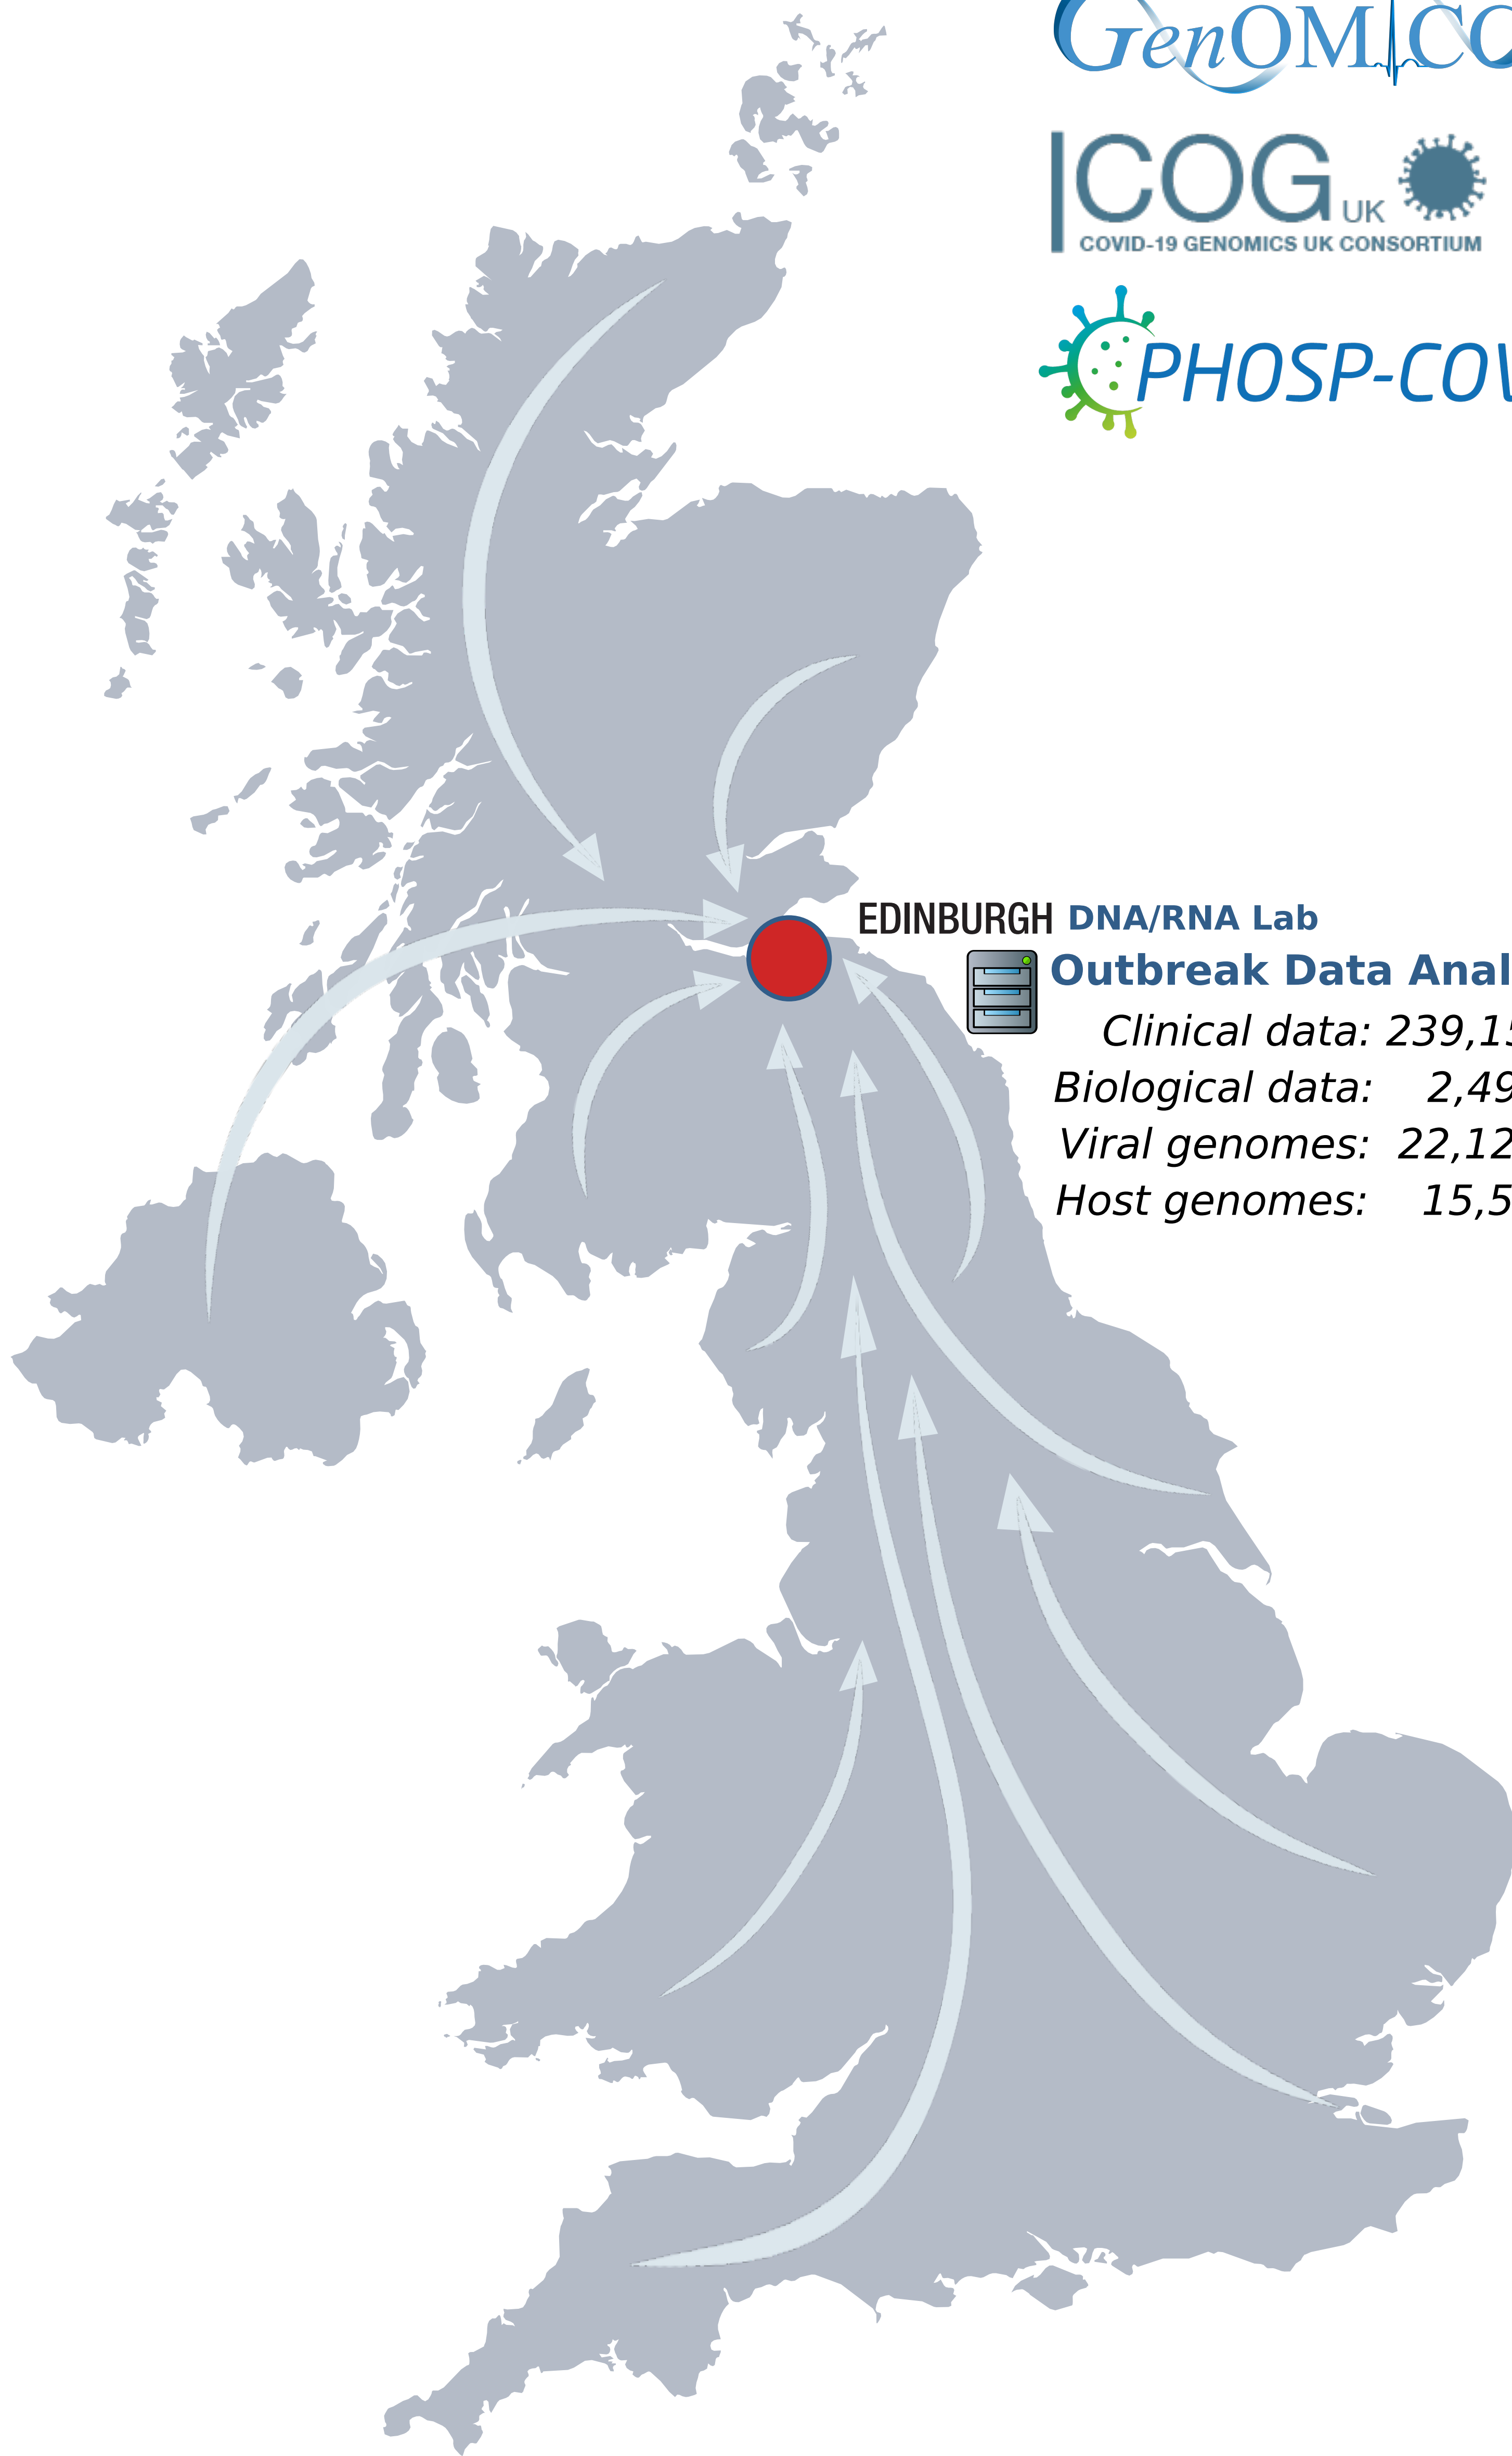 GenOMICC
COG UK
COVID-19 GENOMICS UK CONSORTIUM
PHOSP-COV
EDINBURGH DNA/RNA Lab
Outbreak Data Anal
Clinical data: 239,15
Biological data: 2,49
Viral genomes: 22,12
Host genomes: 15,5